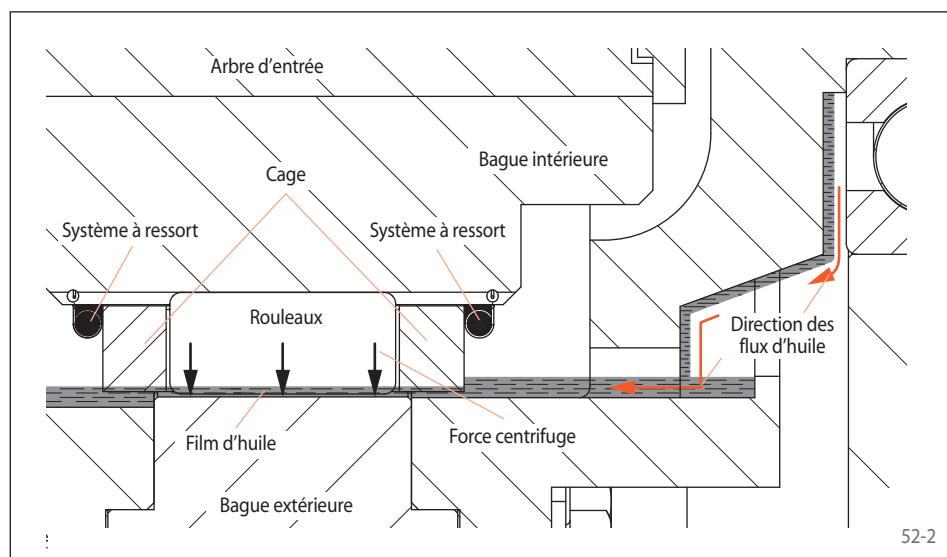 Arbre d'entrée
Bague intérieure
Cage
Système à ressort
Système à ressort
Rouleaux
Direction des
flux d'huile
Film d'huile
Force centrifuge
Bague extérieure
52-2